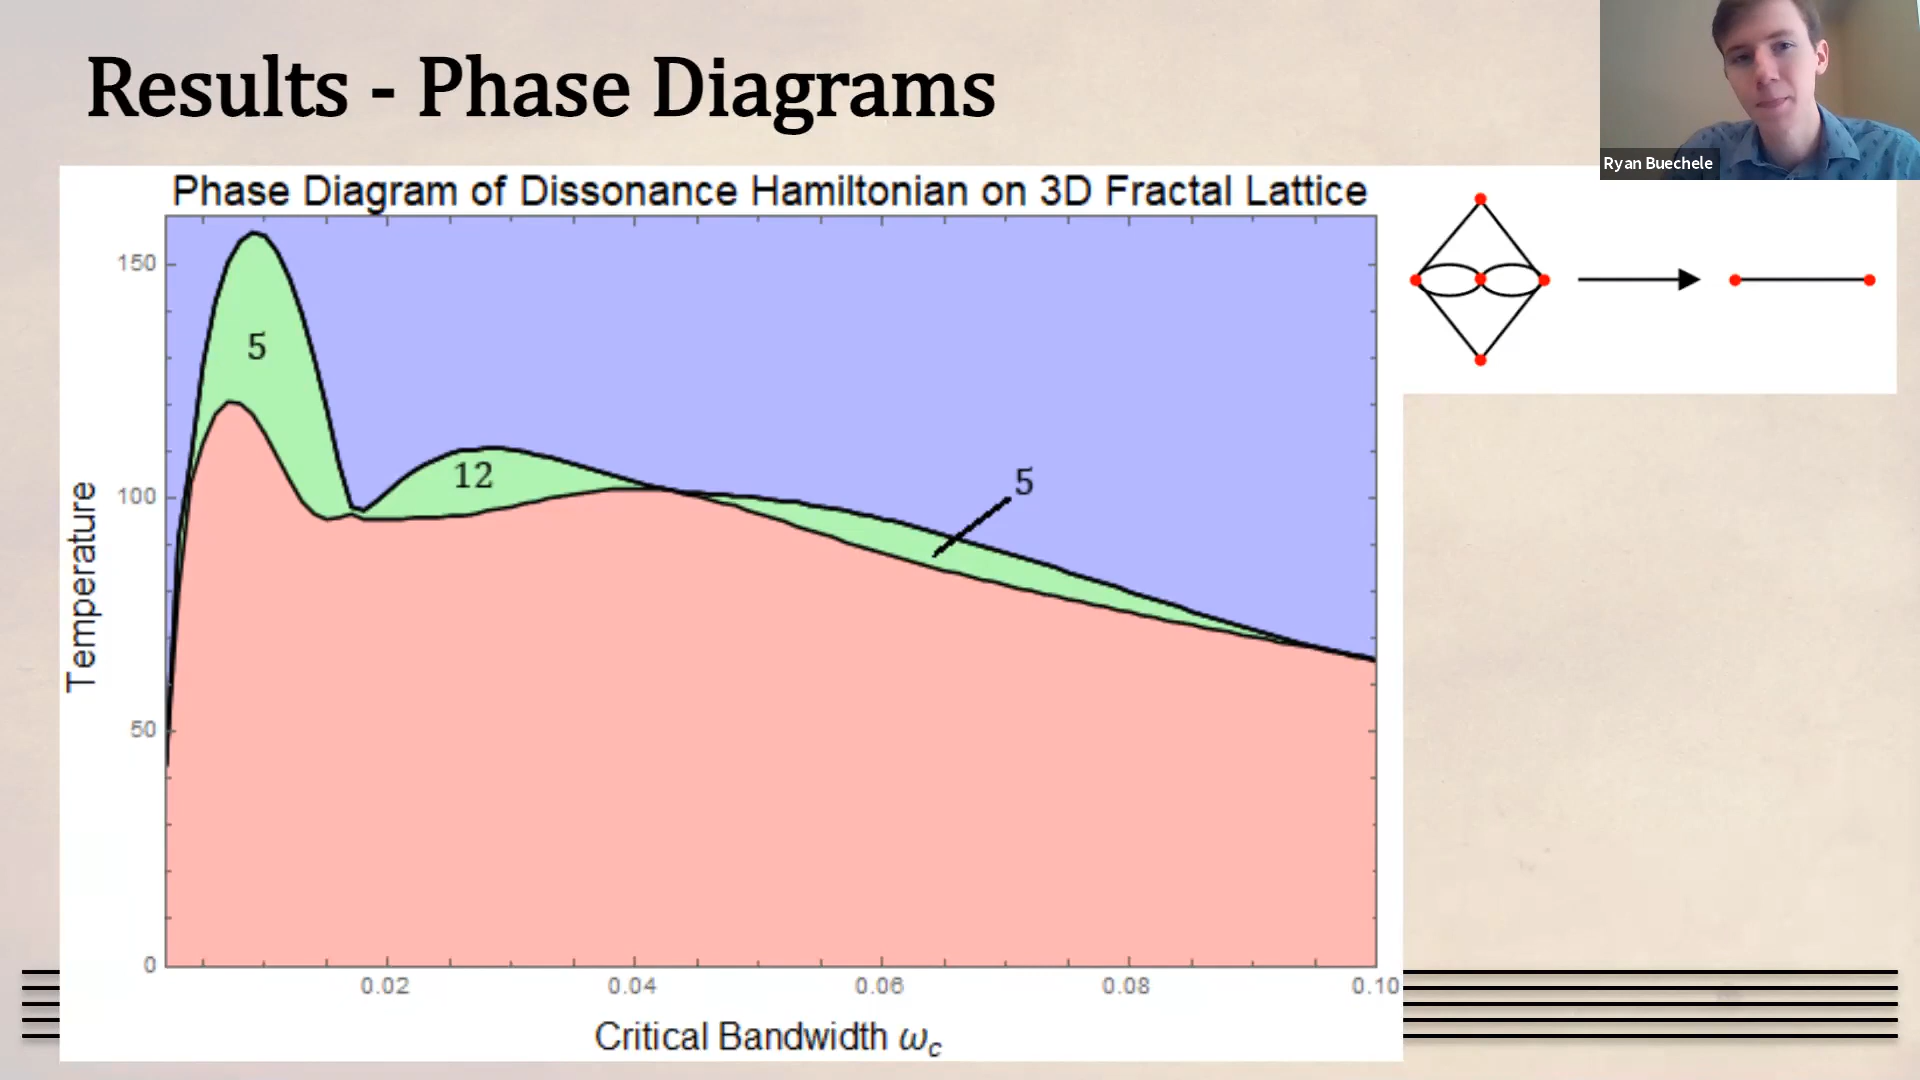 Results - Phase Diagrams
Ryan Buechele
Phase Diagram of Dissonance Hamiltonian on 3D Fractal Lattice
150
100
50
0
Temperature
5
12
5
0.02
0.04
0.06
0.08
0.10
Critical Bandwidth ω_c